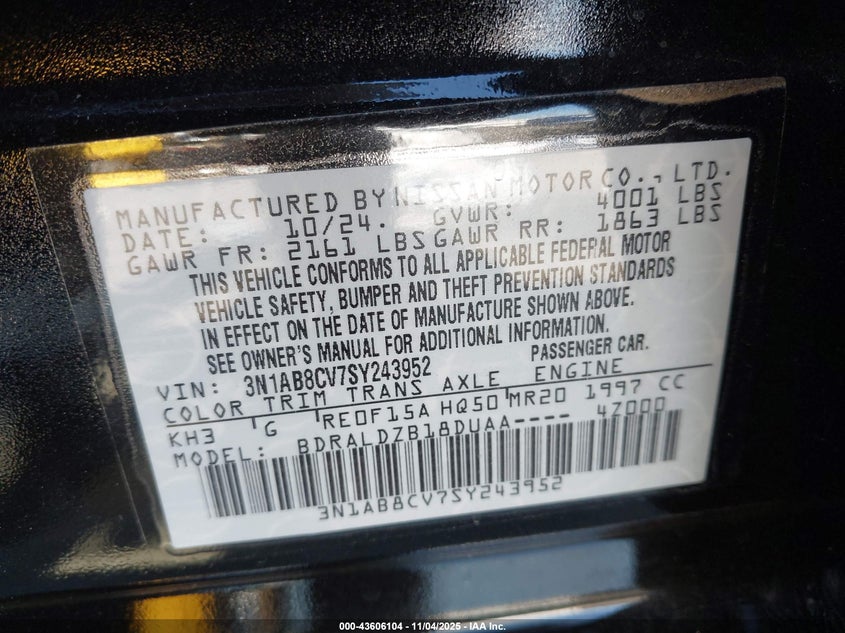 MANUFACTURED BY NISSAN MOTOR CO., LTD.
DATE: 10/24. GVWR: 4001 LBS
GAWR FR: 2161 LBS GAWR RR: 1863 LBS
THIS VEHICLE CONFORMS TO ALL APPLICABLE FEDERAL MOTOR
VEHICLE SAFETY, BUMPER AND THEFT PREVENTION STANDARDS
IN EFFECT ON THE DATE OF MANUFACTURE SHOWN ABOVE.
SEE OWNER'S MANUAL FOR ADDITIONAL INFORMATION.
VIN: 3N1AB8CV7SY243952 PASSENGER CAR.
COLOR TRIM TRANS AXLE ENGINE
KH3 G RE0F15A HQ50 MR20 1997 CC
MODEL: BDRALDZB18DUAA---- 4Z000
3N1AB8CV7SY243952
000-43606104 - 11/04/2025 - IAA Inc.